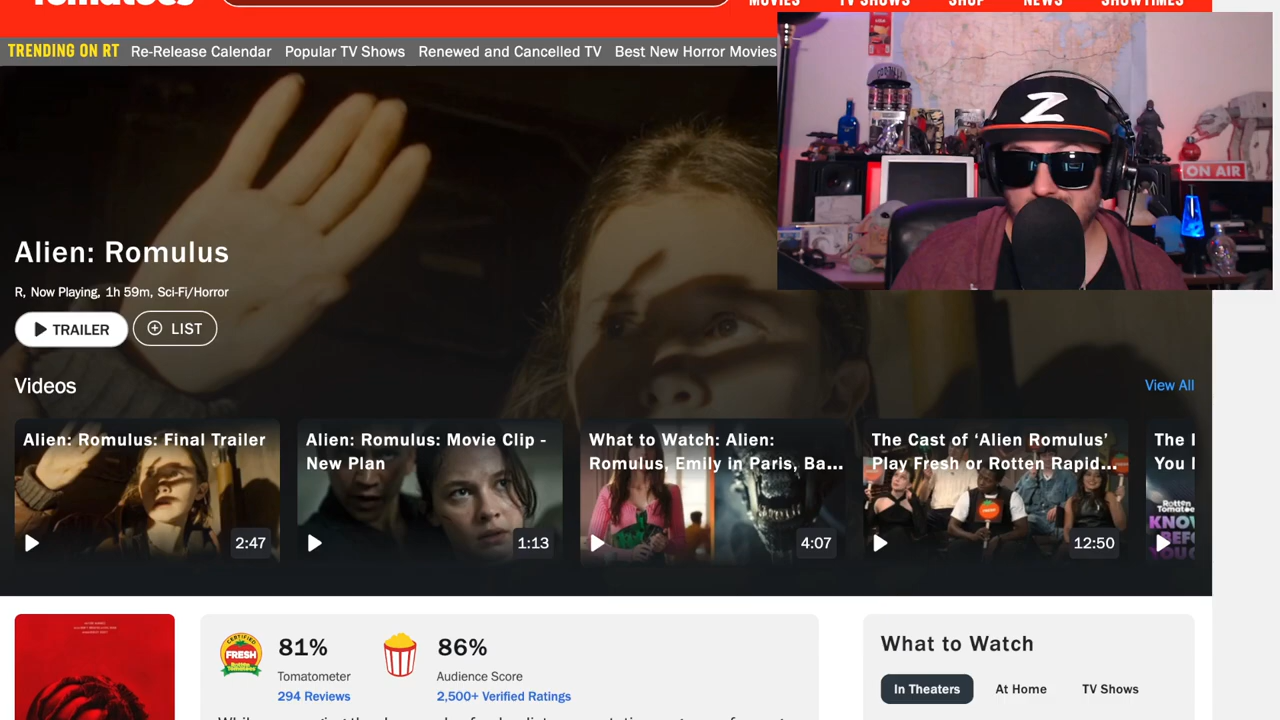 Tomatoes
MOVIES TV SHOWS SHOP NEWS SHOWTIMES
TRENDING ON RT Re-Release Calendar Popular TV Shows Renewed and Cancelled TV Best New Horror Movies
Z
ON AIR
Alien: Romulus
R, Now Playing, 1h 59m, Sci-Fi/Horror
TRAILER LIST
Videos View All
Alien: Romulus: Final Trailer
2:47
Alien: Romulus: Movie Clip -
New Plan
1:13
What to Watch: Alien:
Romulus, Emily in Paris, Ba...
4:07
The Cast of ‘Alien Romulus’
Play Fresh or Rotten Rapid...
12:50
CERTIFIED
FRESH
Rotten
Tomatoes
81%
Tomatometer
294 Reviews
86%
Audience Score
2,500+ Verified Ratings
What to Watch
In Theaters At Home TV Shows